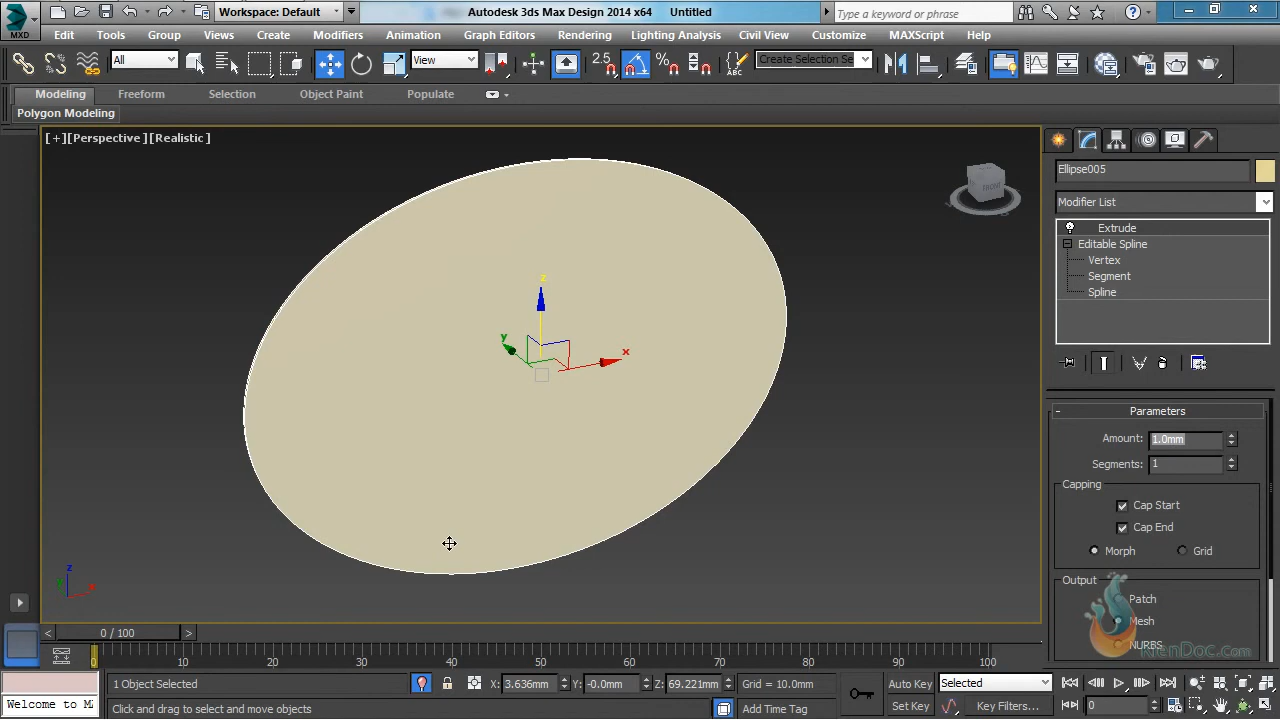 Workspace: Default
Autodesk 3ds Max Design 2014 x64 Untitled
Type a keyword or phrase
MXD
Edit Tools Group Views Create Modifiers Animation Graph Editors Rendering Lighting Analysis Civil View Customize MAXScript Help
All
View
2.5
Create Selection Se
Modeling Freeform Selection Object Paint Populate
Polygon Modeling
[+][Perspective][Realistic]
FRONT
Ellipse005
Modifier List
Extrude
Editable Spline
Vertex
Segment
Spline
z
y
x
- Parameters
Amount: 1.0mm
Segments: 1
Capping
Cap Start
Cap End
Morph Grid
Output
Patch
Mesh
NURBS
z
0 / 100
0 10 20 30 40 50 60 70 80 90 100
1 Object Selected
X: 3.636mm Y: -0.0mm Z: 69.221mm Grid = 10.0mm
Auto Key Selected
Welcome to M
Click and drag to select and move objects
Add Time Tag
Set Key Key Filters...
0